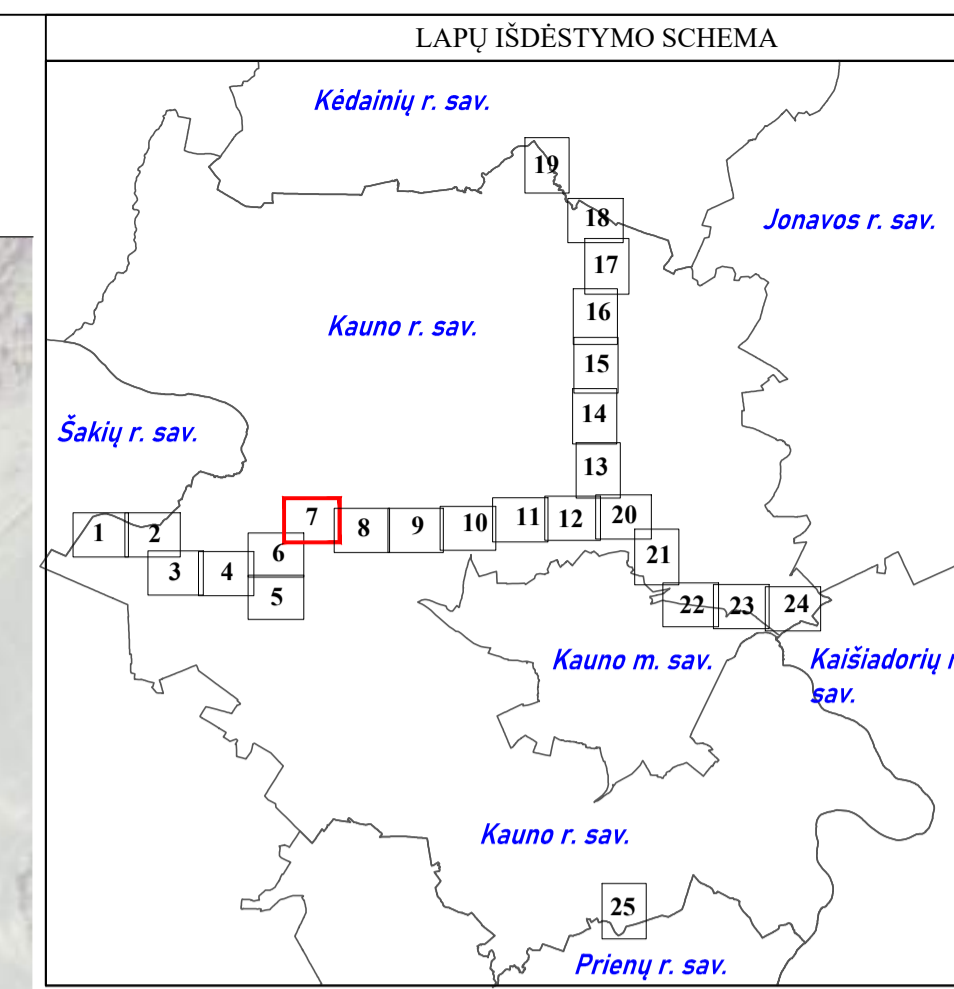 LAPŲ IŠDĖSTYMO SCHEMA
Kėdainių r. sav.
19
18
Jonavos r. sav.
17
16
Kauno r. sav.
15
14
Šakių r. sav.
13
7
8
9
10
11
12
20
1
2
6
21
3
4
5
22
23
24
Kauno m. sav.
Kaišiadorių r
sav.
Kauno r. sav.
25
Prienų r. sav.